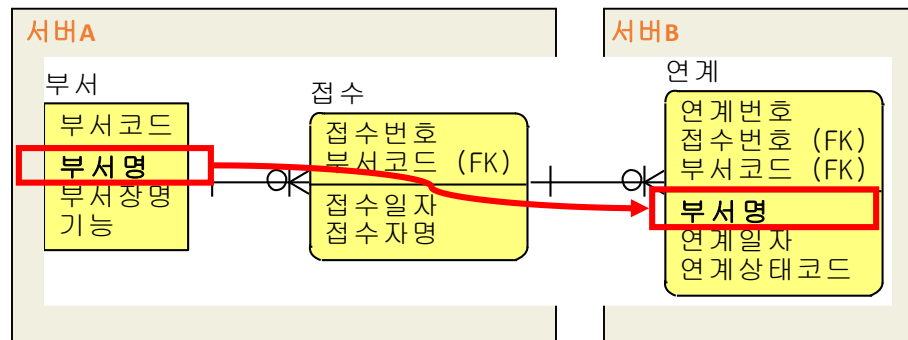 서버A
부서
부서코드
부서명
부서장명
기능
접수
접수번호
부서코드 (FK)
접수일자
접수자명
서버B
연계
연계번호
접수번호 (FK)
부서코드 (FK)
부서명
연계일자
연계상태코드